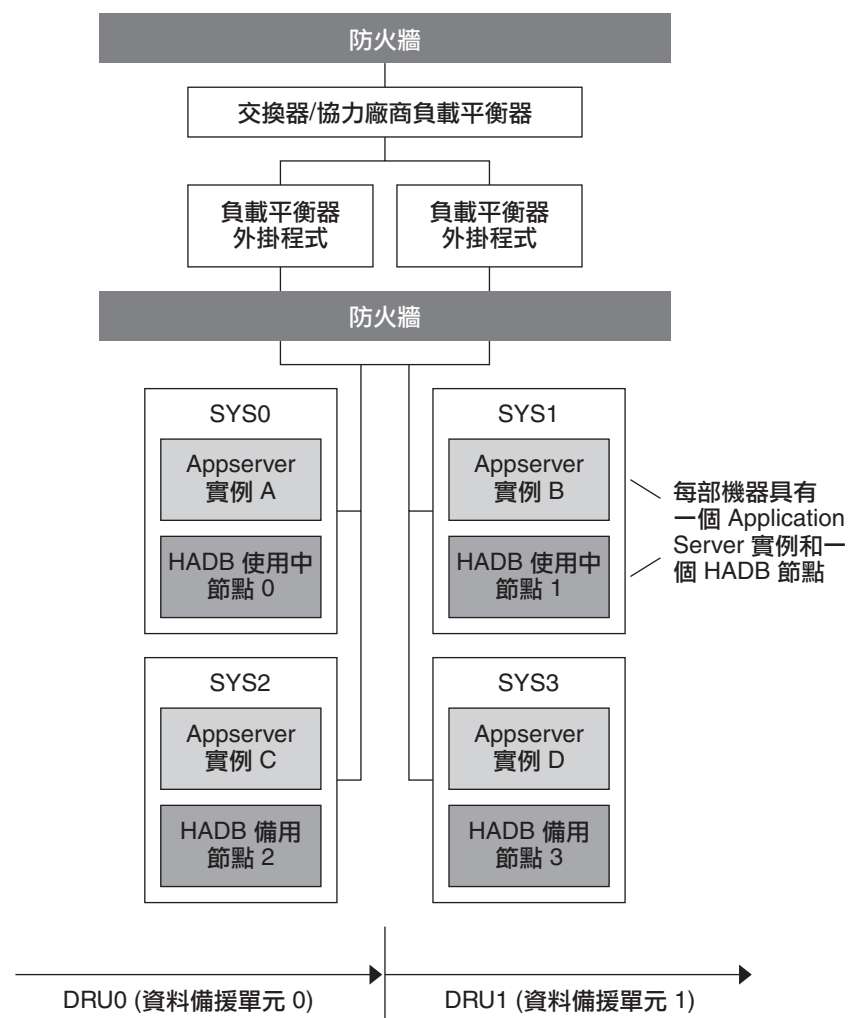 防火牆
交換器/協力廠商負載平衡器
負載平衡器
外掛程式
負載平衡器
外掛程式
防火牆
SYS0
Appserver
實例 A
HADB 使用中
節點 0
SYS1
Appserver
實例 B
HADB 使用中
節點 1
每部機器具有
一個 Application
Server 實例和一
個 HADB 節點
SYS2
Appserver
實例 C
HADB 備用
節點 2
SYS3
Appserver
實例 D
HADB 備用
節點 3
DRU0 (資料備援單元 0)
DRU1 (資料備援單元 1)